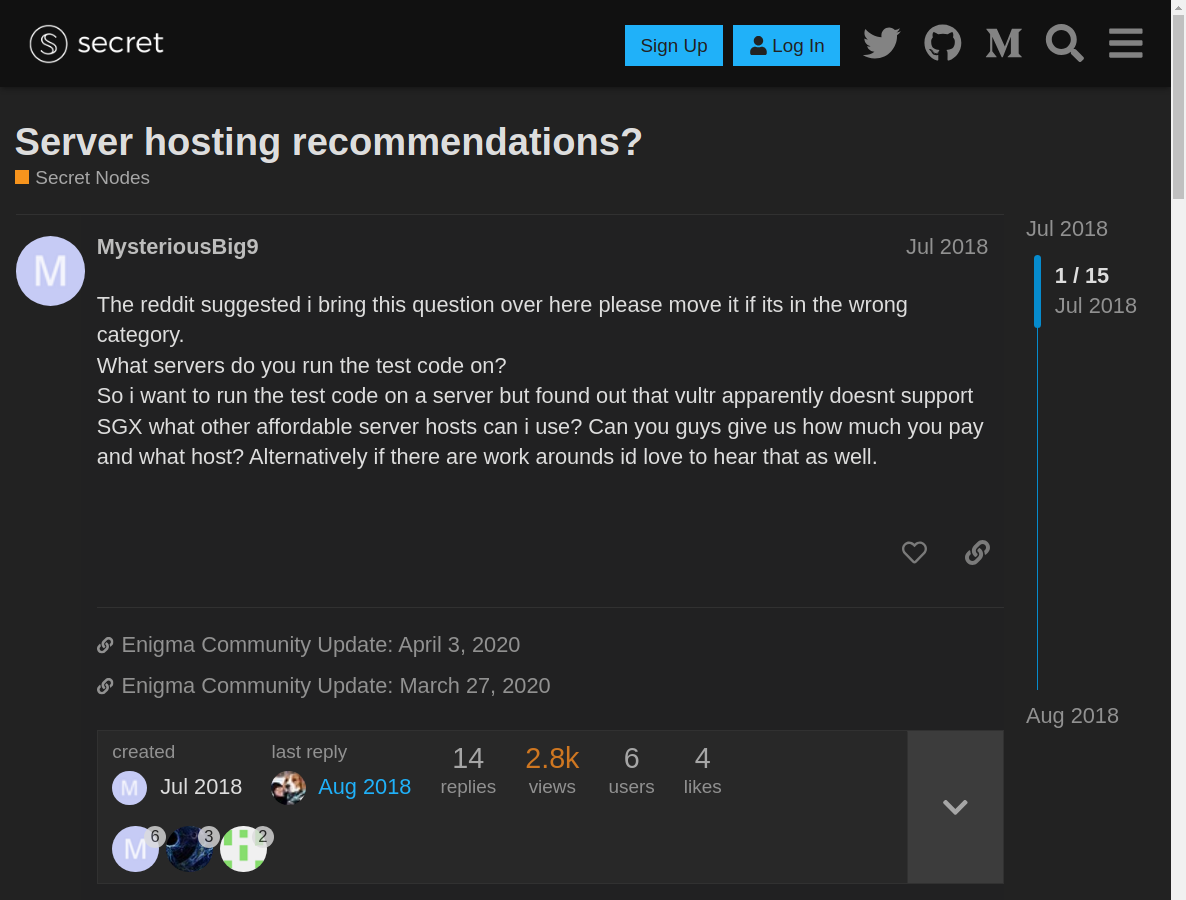 secret
Sign Up
Log In
Server hosting recommendations?
Secret Nodes
MysteriousBig9
Jul 2018
The reddit suggested i bring this question over here please move it if its in the wrong
category.
What servers do you run the test code on?
So i want to run the test code on a server but found out that vultr apparently doesnt support
SGX what other affordable server hosts can i use? Can you guys give us how much you pay
and what host? Alternatively if there are work arounds id love to hear that as well.
Jul 2018
1 / 15
Jul 2018
Aug 2018
Enigma Community Update: April 3, 2020
Enigma Community Update: March 27, 2020
created
M Jul 2018
last reply
Aug 2018
14
replies
2.8k
views
6
users
4
likes
M 6
3
2